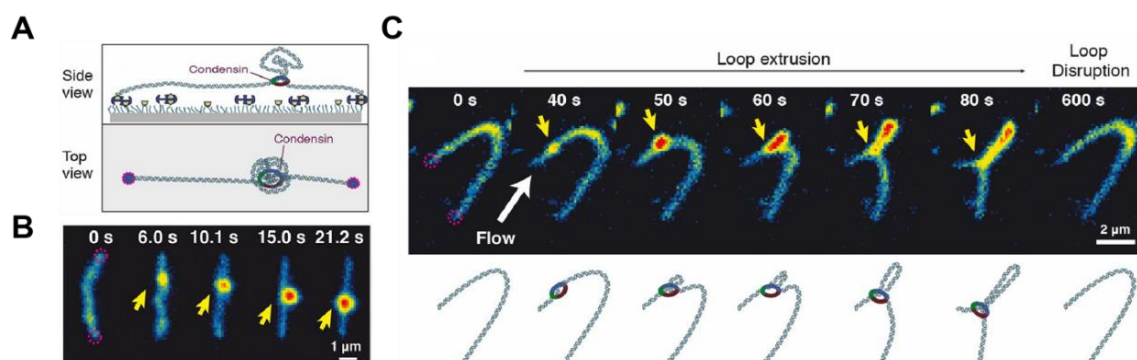 A
Side
view
Condensin
Top
view
Condensin
B
0 s 6.0 s 10.1 s 15.0 s 21.2 s
1 µm
C
Loop extrusion
Loop
Disruption
0 s 40 s 50 s 60 s 70 s 80 s 600 s
Flow
2 µm